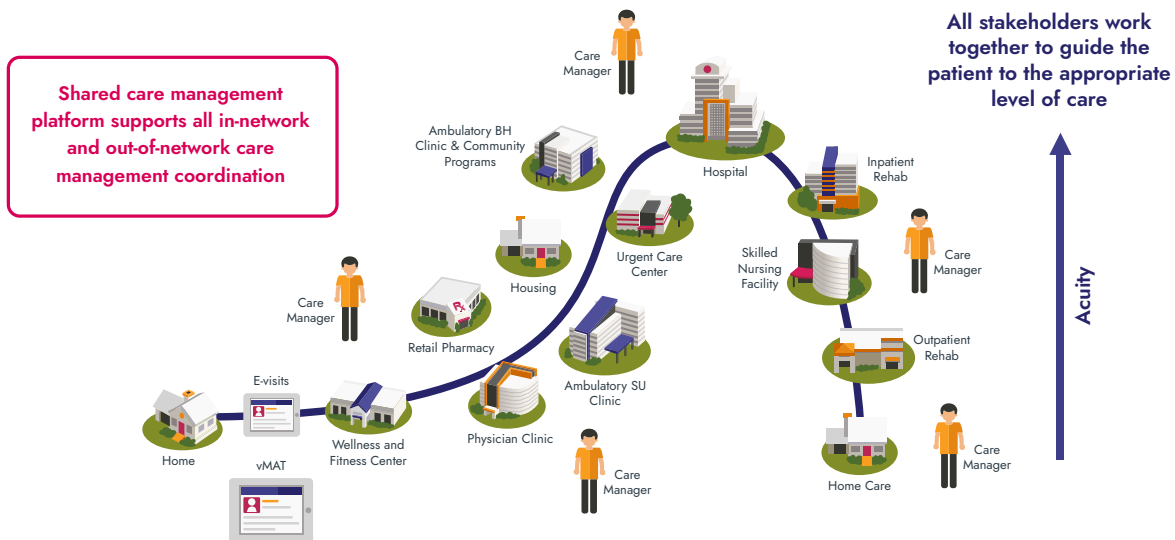 Shared care management
platform supports all in-network
and out-of-network care
management coordination
All stakeholders work
together to guide the
patient to the appropriate
level of care
Care
Manager
Ambulatory BH
Clinic & Community
Programs
Hospital
Inpatient
Rehab
Urgent Care
Center
Housing
Skilled
Nursing
Facility
Care
Manager
Care
Manager
Rx
Retail Pharmacy
Acuity
Outpatient
Rehab
Ambulatory SU
Clinic
E-visits
Home
Wellness and
Fitness Center
Physician Clinic
vMAT
Care
Manager
Home Care
Care
Manager